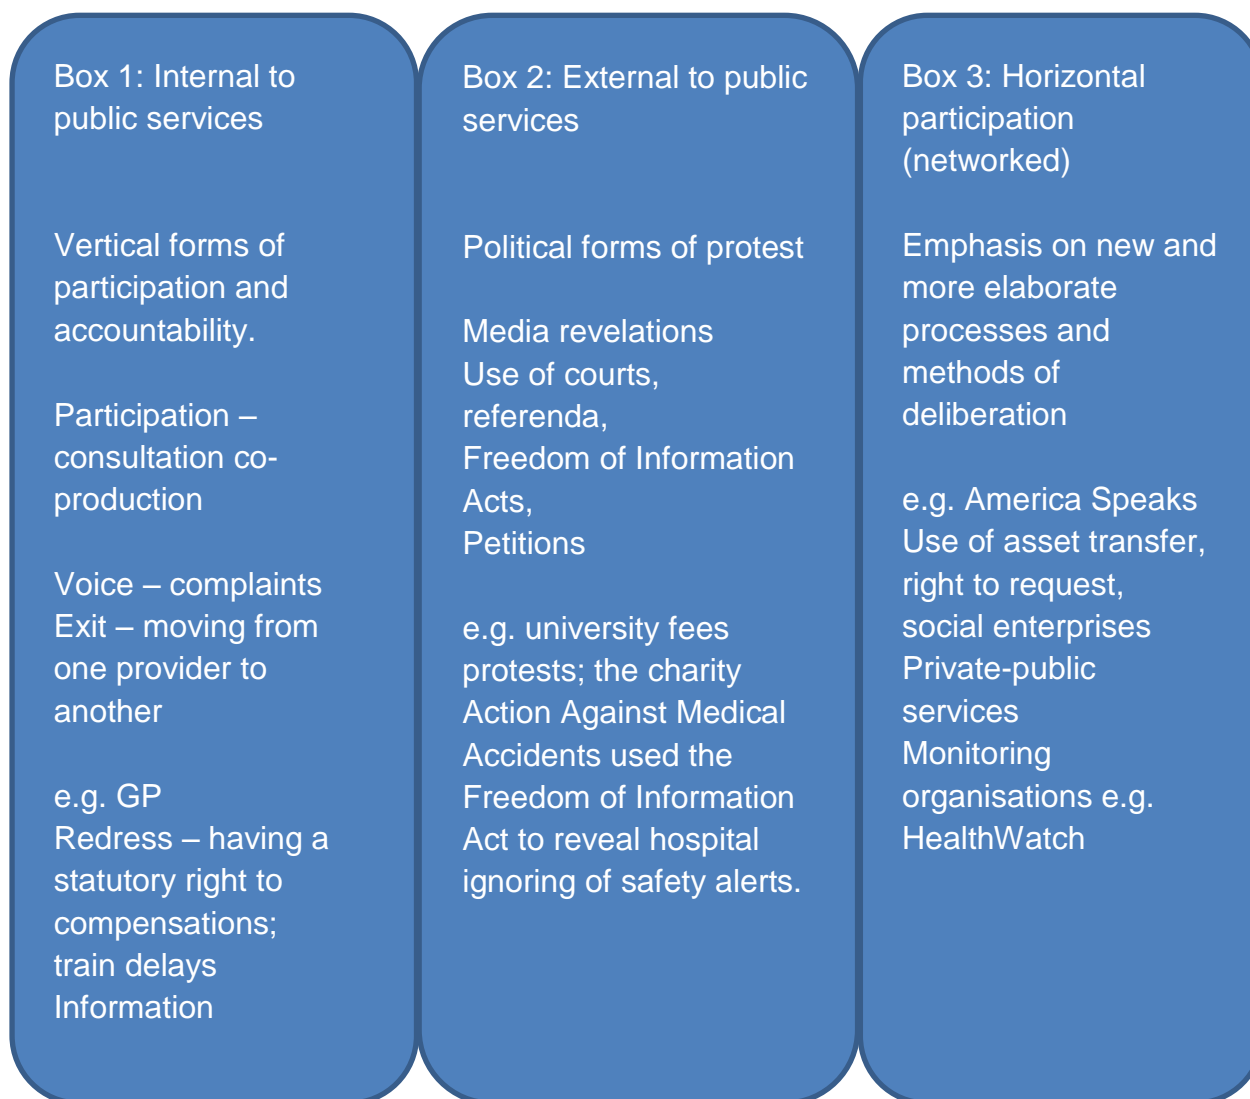 Box 1: Internal to
public services
Vertical forms of
participation and
accountability.
Participation –
consultation co-
production
Voice – complaints
Exit – moving from
one provider to
another
e.g. GP
Redress – having a
statutory right to
compensations;
train delays
Information
Box 2: External to public
services
Political forms of protest
Media revelations
Use of courts,
referenda,
Freedom of Information
Acts,
Petitions
e.g. university fees
protests; the charity
Action Against Medical
Accidents used the
Freedom of Information
Act to reveal hospital
ignoring of safety alerts.
Box 3: Horizontal
participation
(networked)
Emphasis on new and
more elaborate
processes and
methods of
deliberation
e.g. America Speaks
Use of asset transfer,
right to request,
social enterprises
Private-public
services
Monitoring
organisations e.g.
HealthWatch